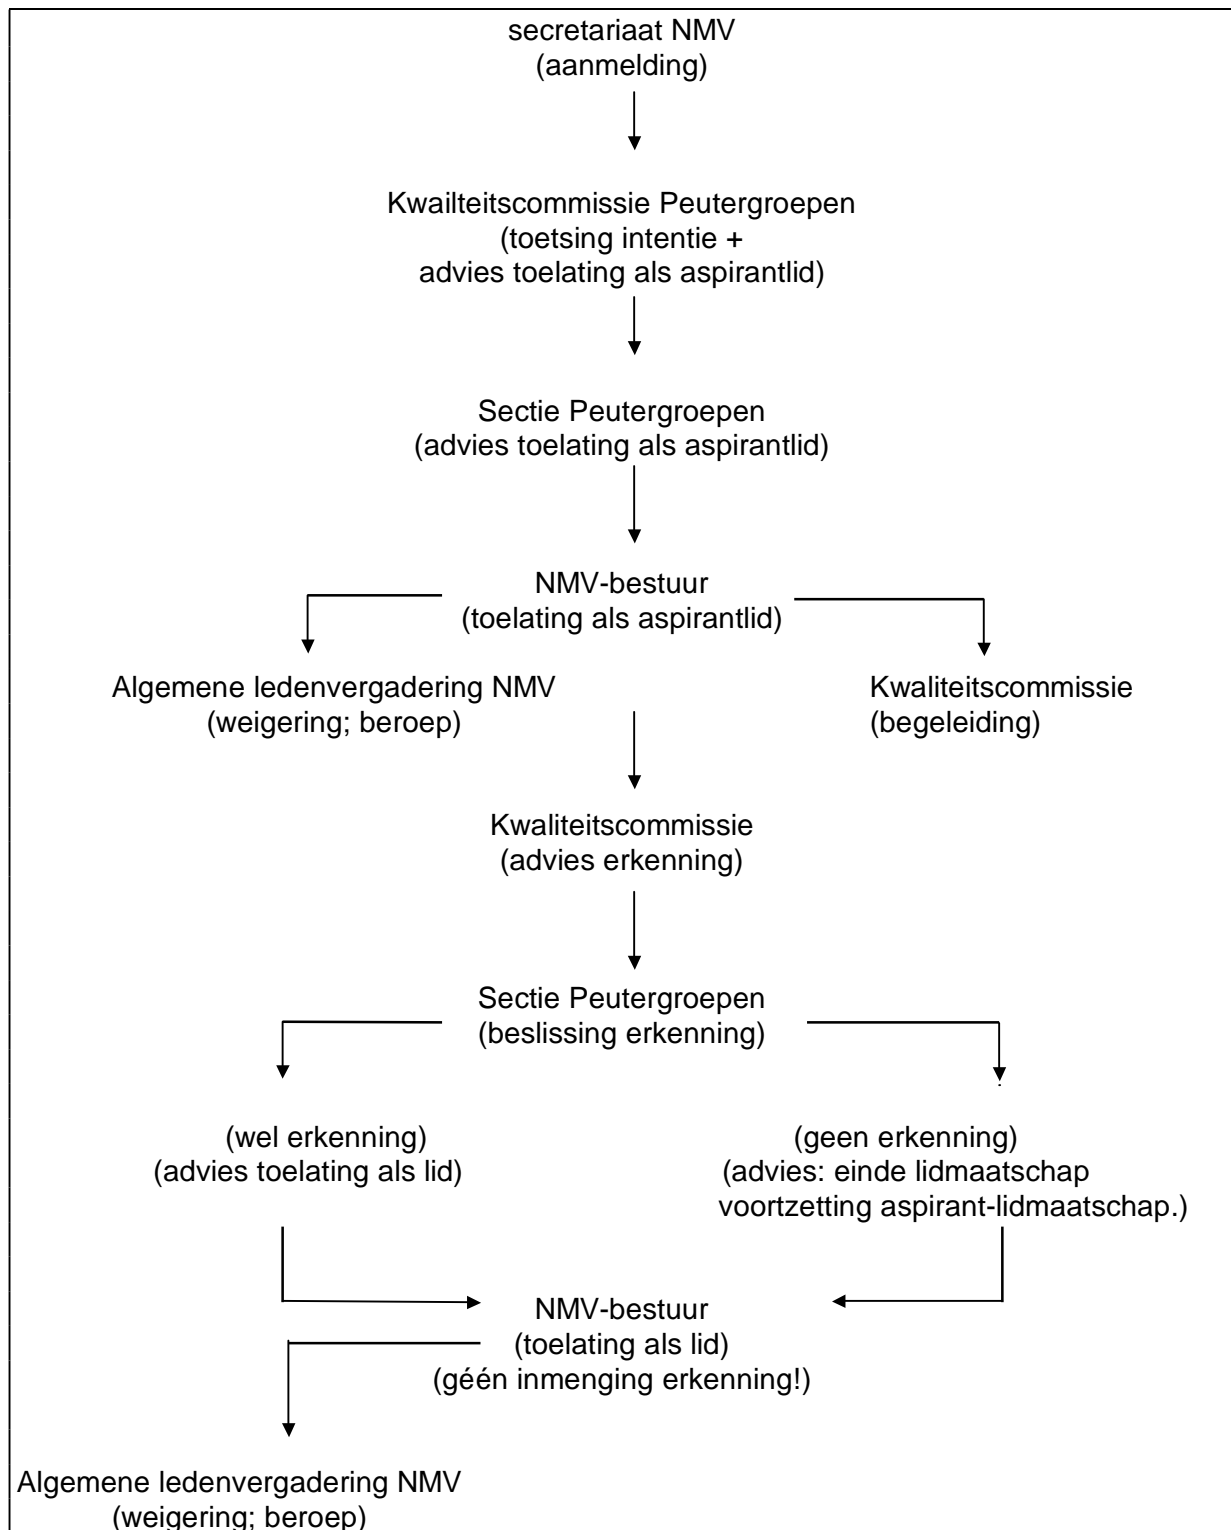 secretariaat NMV
(aanmelding)
Kwailteitscommissie Peutergroepen
(toetsing intentie +
advies toelating als aspirantlid)
Sectie Peutergroepen
(advies toelating als aspirantlid)
NMV-bestuur
(toelating als aspirantlid)
Algemene ledenvergadering NMV
(weigering; beroep)
Kwaliteitscommissie
(begeleiding)
Kwaliteitscommissie
(advies erkenning)
Sectie Peutergroepen
(beslissing erkenning)
(wel erkenning)
(advies toelating als lid)
(geen erkenning)
(advies: einde lidmaatschap
voortzetting aspirant-lidmaatschap.)
NMV-bestuur
(toelating als lid)
(géén inmenging erkenning!)
Algemene ledenvergadering NMV
(weigering; beroep)